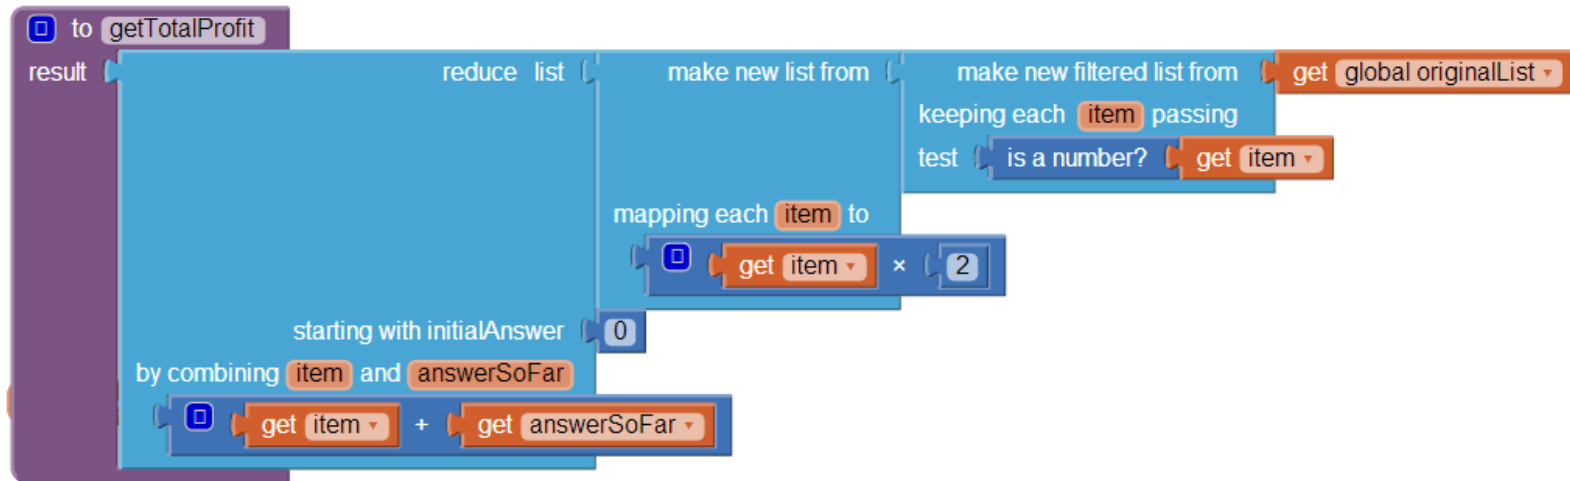 to getTotalProfit
result reduce list make new list from make new filtered list from get global originalList
keeping each item passing
test is a number? get item
mapping each item to
get item × 2
starting with initialAnswer 0
by combining item and answerSoFar
get item + get answerSoFar